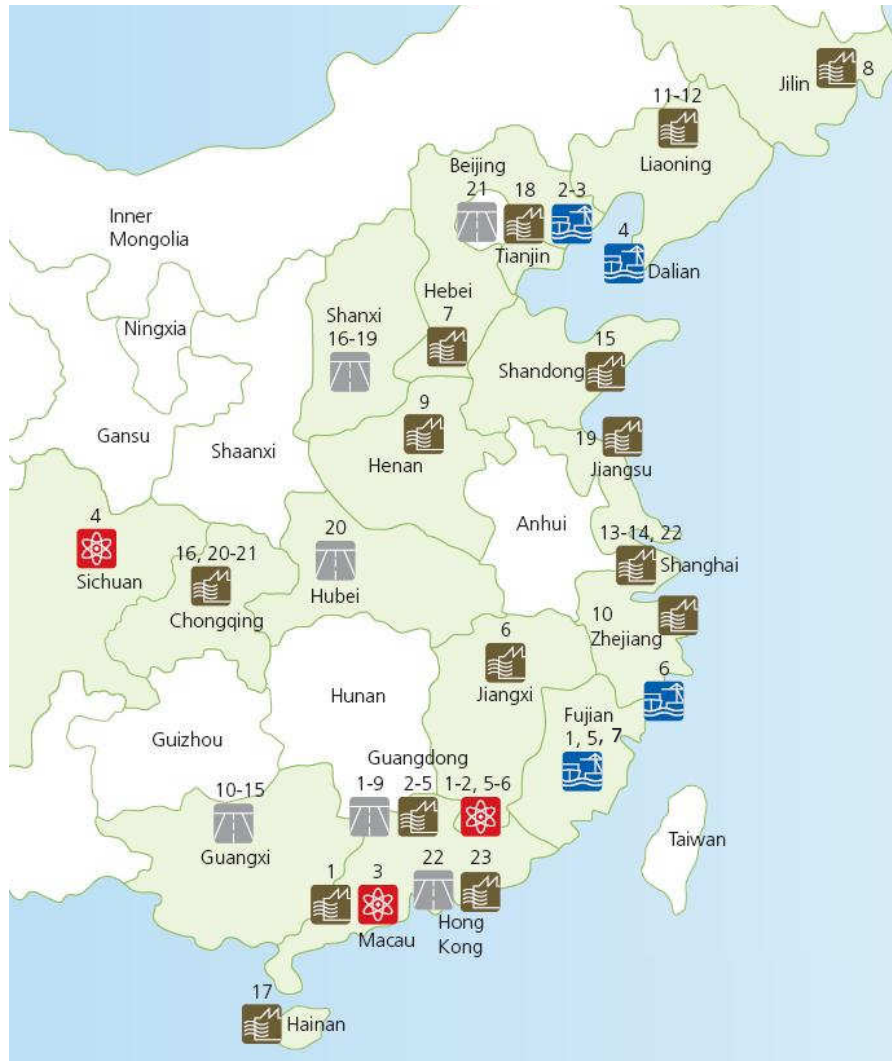 Jilin
8
11-12
Liaoning
Beijing
21
18
2-3
Tianjin
4
Dalian
Inner
Mongolia
Hebei
7
Shanxi
16-19
Ningxia
15
Shandong
9
Henan
19
Jiangsu
Gansu
Shaanxi
Anhui
4
Sichuan
16, 20-21
Chongqing
20
Hubei
13-14, 22
Shanghai
10
Zhejiang
6
Jiangxi
6
Hunan
Fujian
1, 5, 7
Guizhou
Guangdong
10-15
Guangxi
1-9
2-5
1-2, 5-6
Taiwan
1
3
Macau
22
23
Hong
Kong
17
Hainan